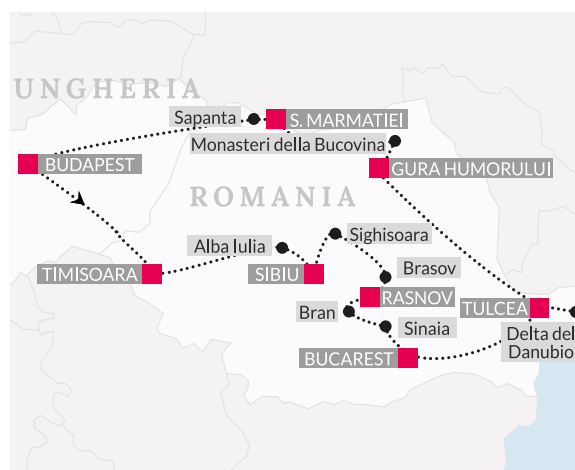 UNGHERIA
Sapanta
S. MARMATIEI
Monasteri della Bucovina
BUDAPEST
GURA HUMORULUI
ROMANIA
Sighisoara
Alba Iulia
TIMISOARA
SIBIU
Brasov
RASNOV
Bran
TULCEA
Sinaia
Delta del
Danubio
BUCAREST